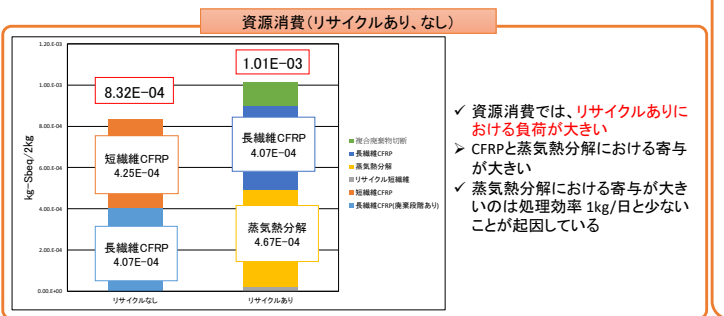 資源消費(リサイクルあり、なし)
1.20.E-03
1.00.E-03
8.00.E-04
6.00.E-04
4.00.E-04
2.00.E-04
0.00.E+00
kg-Sbeq/2kg
8.32E-04
1.01E-03
短繊維CFRP
4.25E-04
長繊維CFRP
4.07E-04
長繊維CFRP
4.07E-04
蒸気熱分解
4.67E-04
リサイクルなし
リサイクルあり
複合廃棄物切断
長繊維CFRP
蒸気熱分解
リサイクル短繊維
短繊維CFRP
長繊維CFRP(廃棄段階あり)
✓ 資源消費では、リサイクルありに
おける負荷が大きい
➢ CFRPと蒸気熱分解における寄与
が大きい
✓ 蒸気熱分解における寄与が大き
いのは処理効率 1kg/日と少ない
ことが起因している